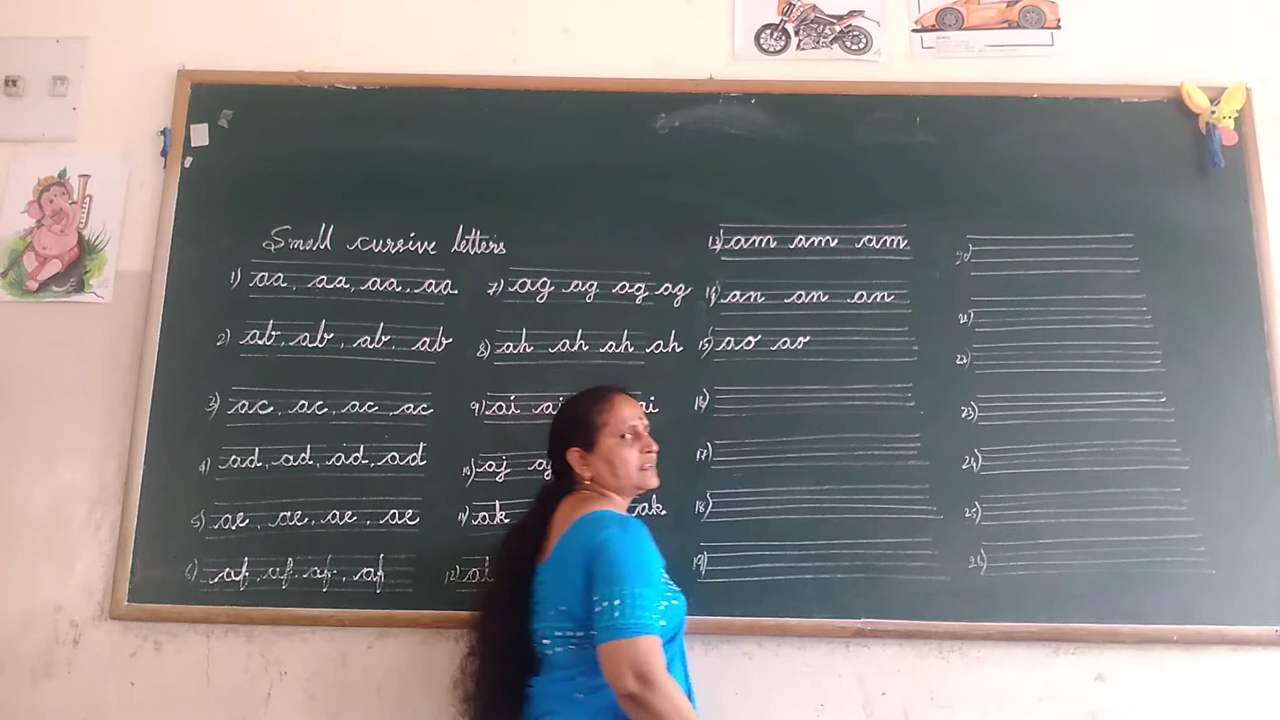 Small cursive letters
1) aa, aa, aa, aa
2) ab, ab, ab, ab
3) ac, ac, ac, ac
4) ad, ad, ad, ad
5) ae, ae, ae, ae
6) af, af, af, af
7) ag ag ag ag
8) ah ah ah ah
9) ai ai ai
10) aj aj
11) ak ak
12) al
13) am am am
14) an an an
15) ao ao
16)
17)
18)
19)
20)
21)
22)
23)
24)
25)
26)